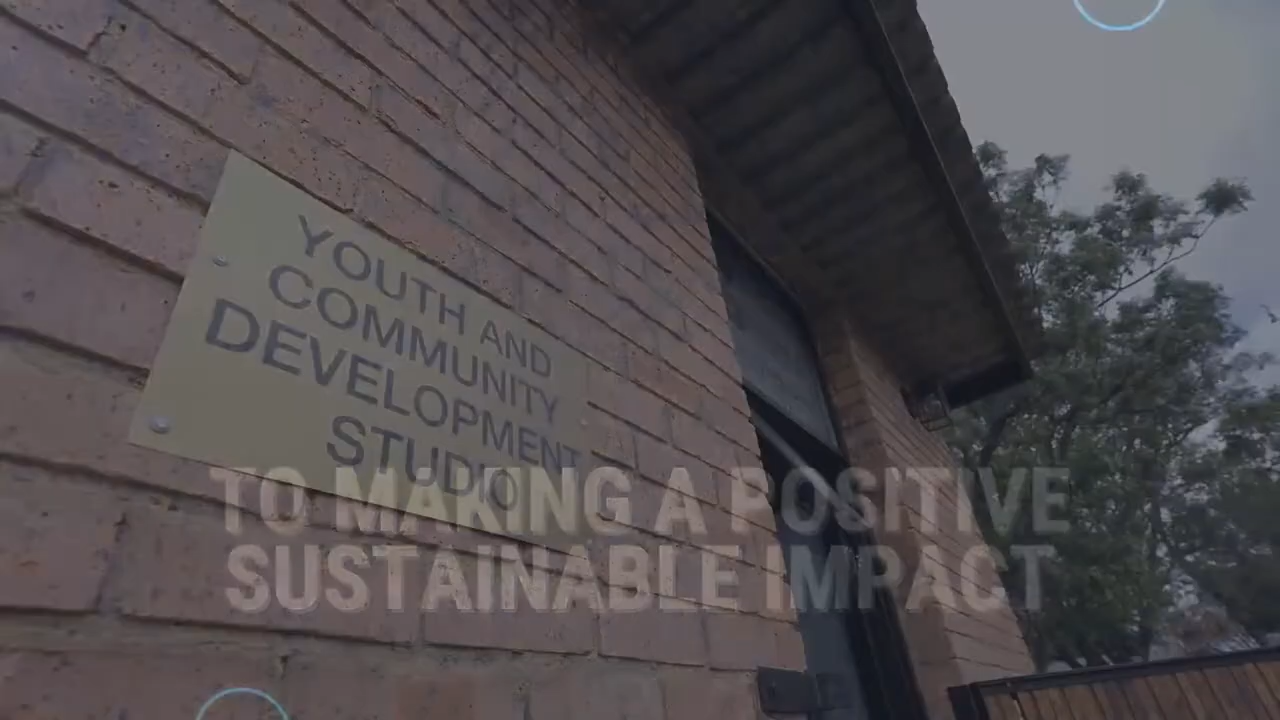 YOUTH AND
COMMUNITY
DEVELOPMENT
STUDIO
TO MAKING A POSITIVE
SUSTAINABLE IMPACT